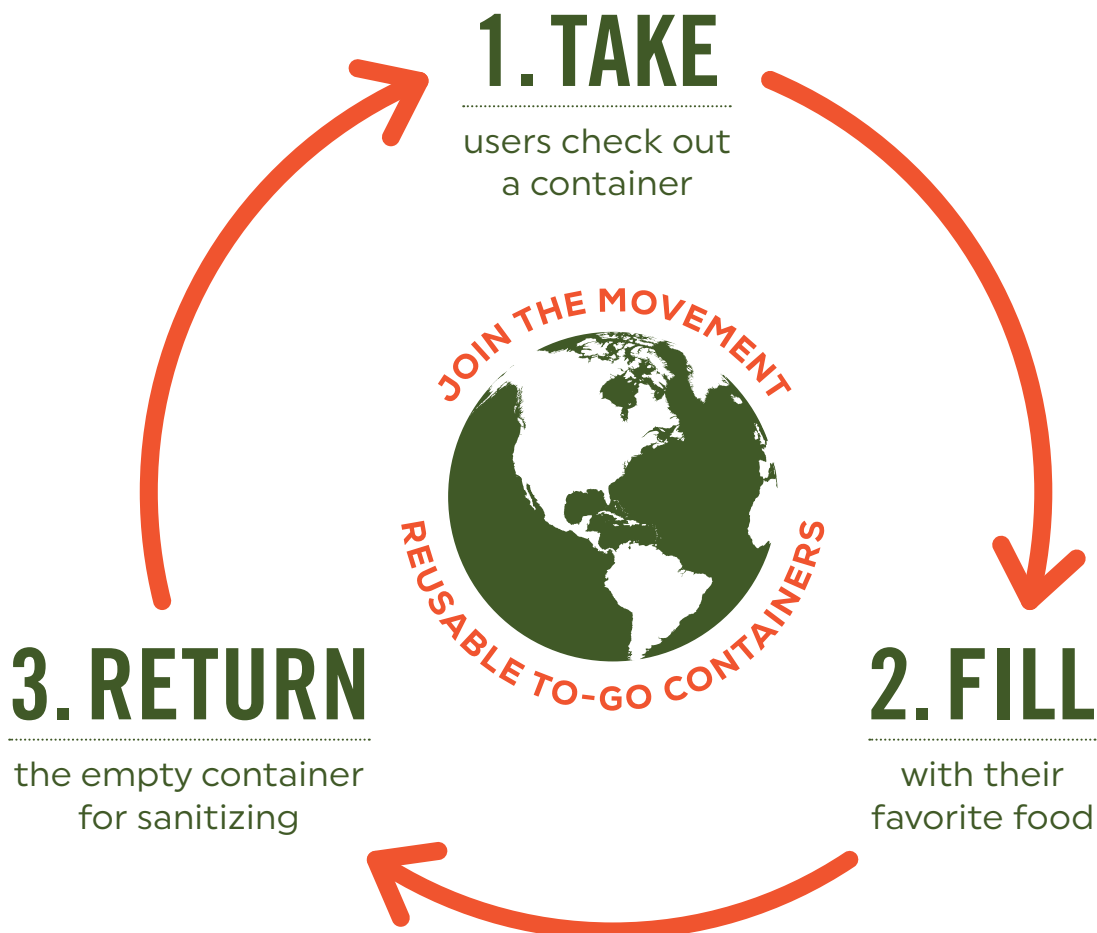 1. TAKE
users check out
a container
JOIN THE MOVEMENT
REUSABLE TO-GO CONTAINERS
2. FILL
with their
favorite food
3. RETURN
the empty container
for sanitizing